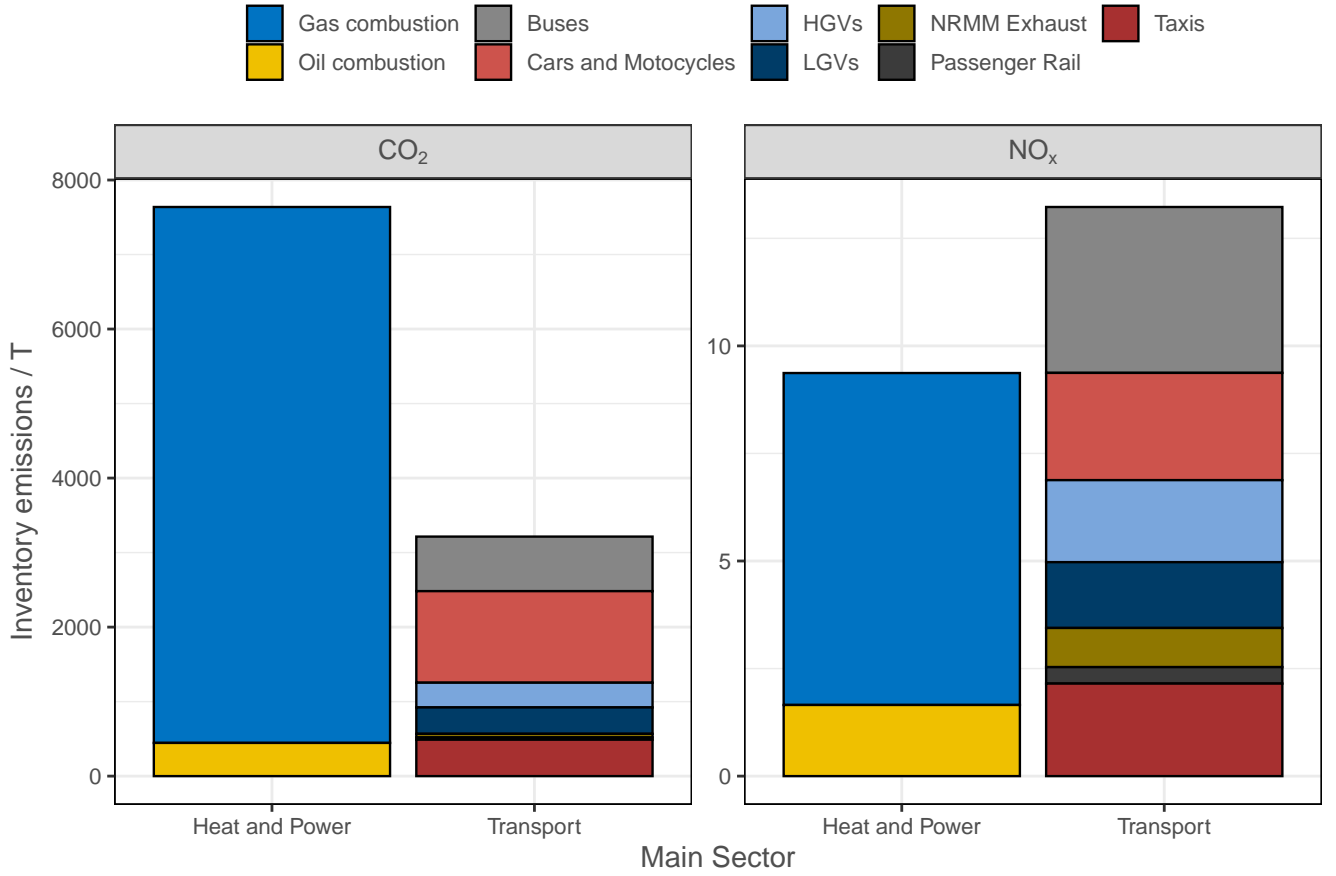 Gas combustion Buses HGVs NRMM Exhaust Taxis
Oil combustion Cars and Motocycles LGVs Passenger Rail
CO₂ NOₓ
Inventory emissions / T
8000
6000
4000
2000
0
10
5
0
Heat and Power Transport Heat and Power Transport
Main Sector